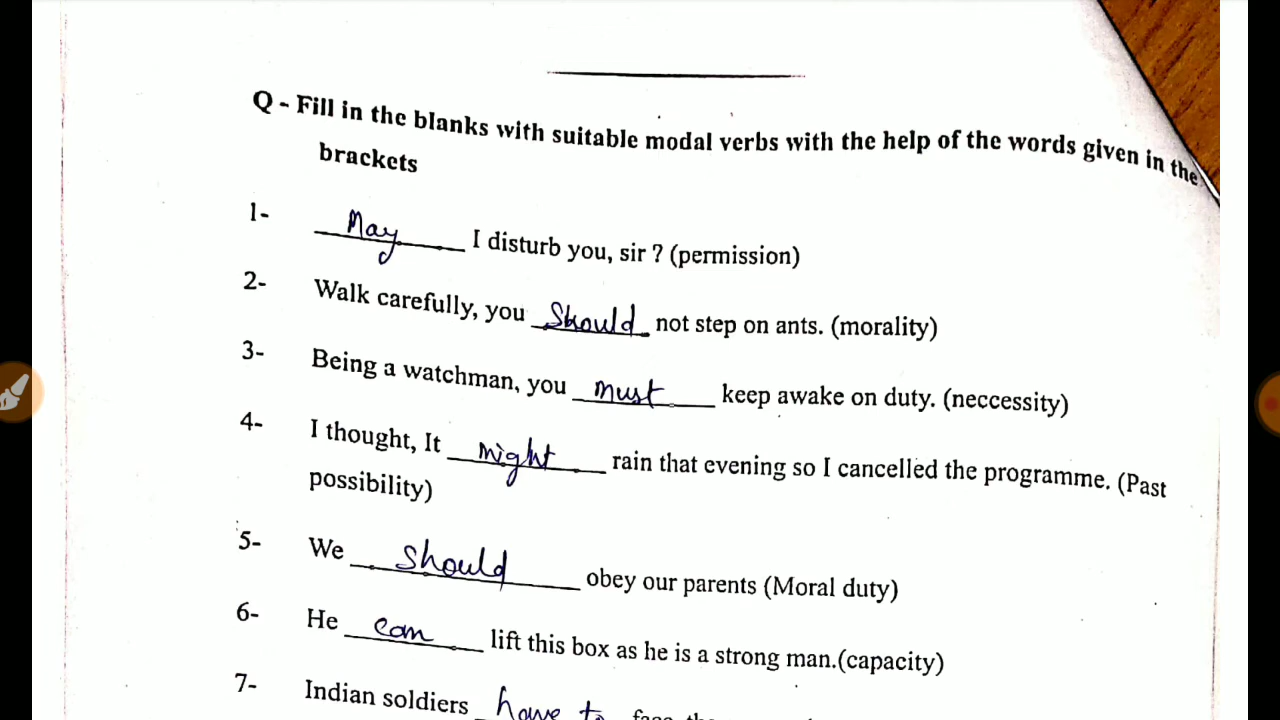 Q - Fill in the blanks with suitable modal verbs with the help of the words given in the
brackets
1- May I disturb you, sir ? (permission)
2- Walk carefully, you Should not step on ants. (morality)
3- Being a watchman, you must keep awake on duty. (neccessity)
4- I thought, It might rain that evening so I cancelled the programme. (Past
possibility)
5- We should obey our parents (Moral duty)
6- He can lift this box as he is a strong man.(capacity)
7- Indian soldiers have to